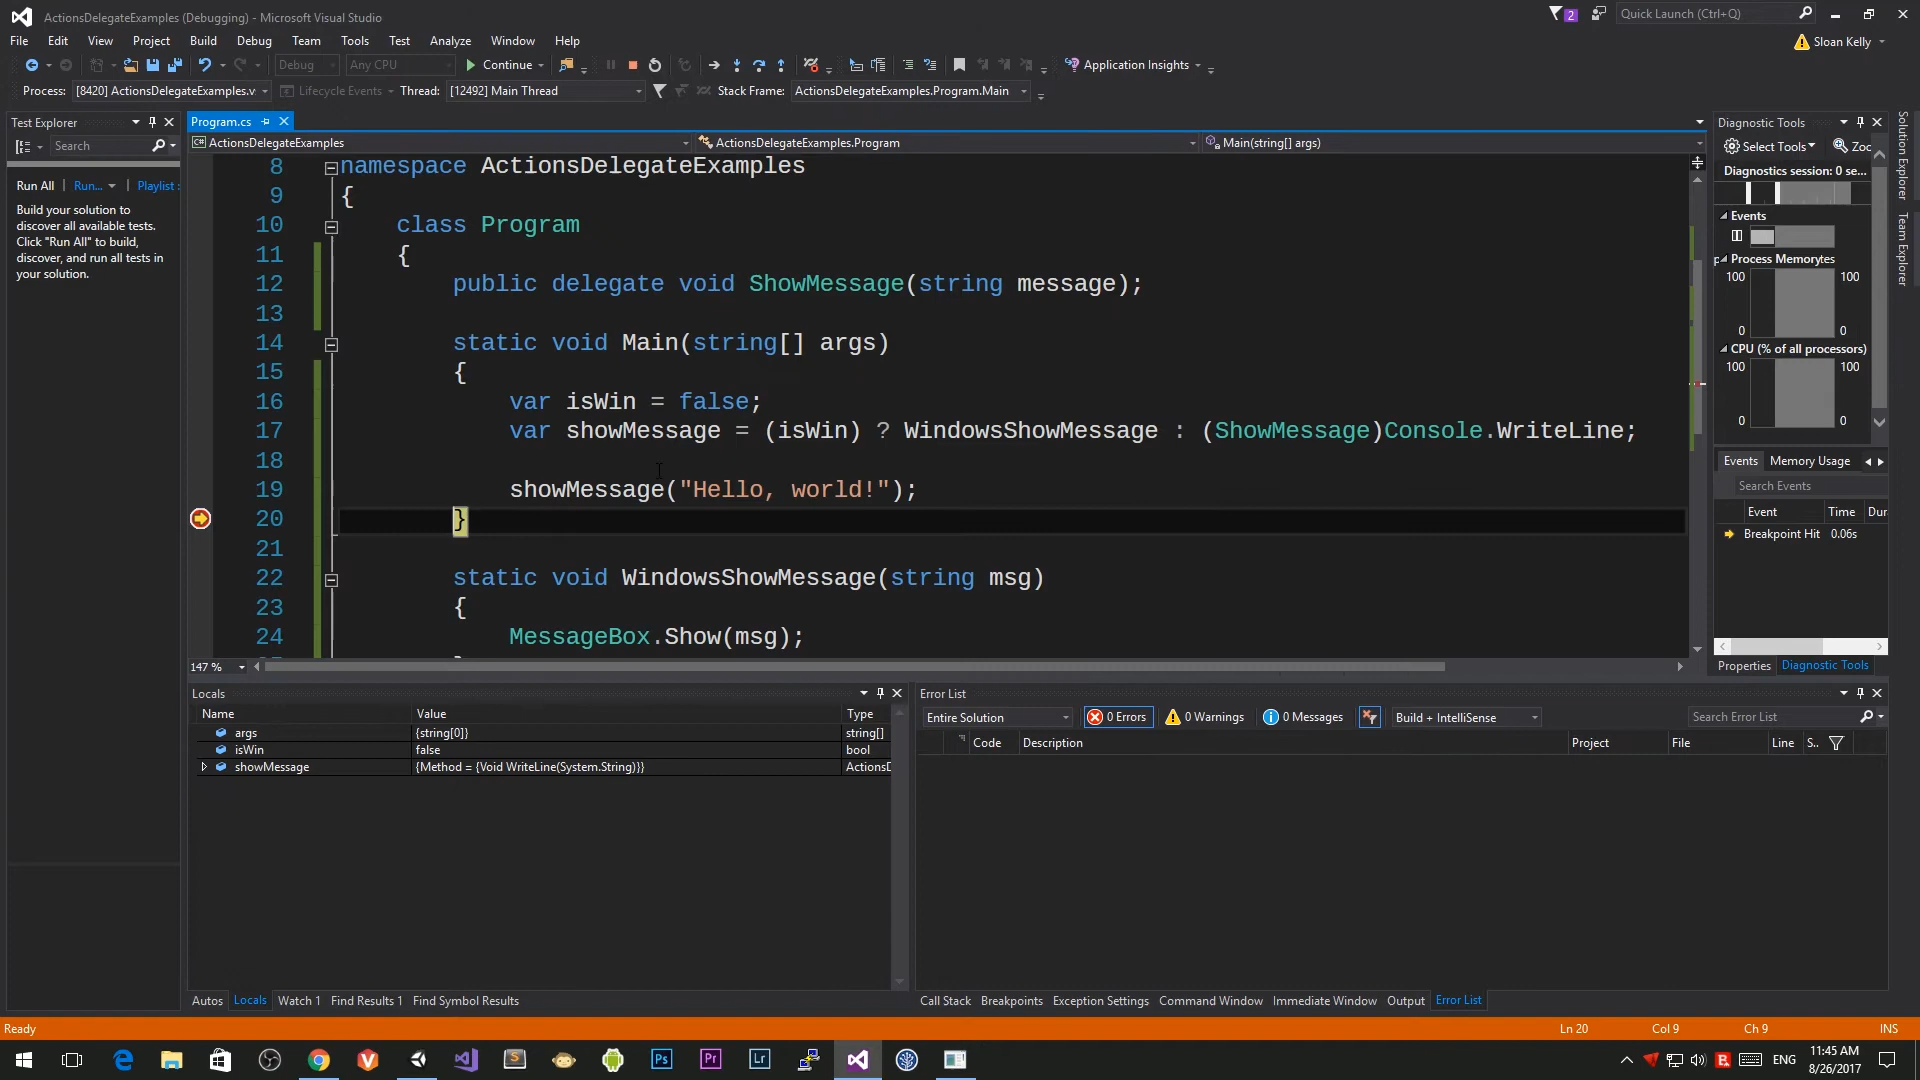 ActionsDelegateExamples (Debugging) - Microsoft Visual Studio
2
Quick Launch (Ctrl+Q)
File Edit View Project Build Debug Team Tools Test Analyze Window Help
Sloan Kelly
Debug Any CPU Continue Application Insights
Process: [8420] ActionsDelegateExamples.v Lifecycle Events Thread: [12492] Main Thread Stack Frame: ActionsDelegateExamples.Program.Main
Test Explorer
Search
Run All | Run... | Playlist :
Build your solution to
discover all available tests.
Click "Run All" to build,
discover, and run all tests in
your solution.
Program.cs
ActionsDelegateExamples ActionsDelegateExamples.Program Main(string[] args)
8 namespace ActionsDelegateExamples
9 {
10 class Program
11 {
12 public delegate void ShowMessage(string message);
13
14 static void Main(string[] args)
15 {
16 var isWin = false;
17 var showMessage = (isWin) ? WindowsShowMessage : (ShowMessage)Console.WriteLine;
18
19 showMessage("Hello, world!");
20 }
21
22 static void WindowsShowMessage(string msg)
23 {
24 MessageBox.Show(msg);
147 %
Diagnostic Tools
Select Tools Zoo
Diagnostics session: 0 se...
Events
Process Memorytes
100 100
0 0
CPU (% of all processors)
100 100
0 0
Events Memory Usage
Search Events
Event Time Dur
Breakpoint Hit 0.06s
Properties Diagnostic Tools
Solution Explorer
Team Explorer
Locals
Name Value Type
args {string[0]} string[]
isWin false bool
showMessage {Method = {Void WriteLine(System.String)}} ActionsD
Autos Locals Watch 1 Find Results 1 Find Symbol Results
Error List
Entire Solution 0 Errors 0 Warnings 0 Messages Build + IntelliSense Search Error List
Code Description Project File Line S..
Call Stack Breakpoints Exception Settings Command Window Immediate Window Output Error List
Ready Ln 20 Col 9 Ch 9 INS
Ps Pr Lr
ENG
11:45 AM
8/26/2017